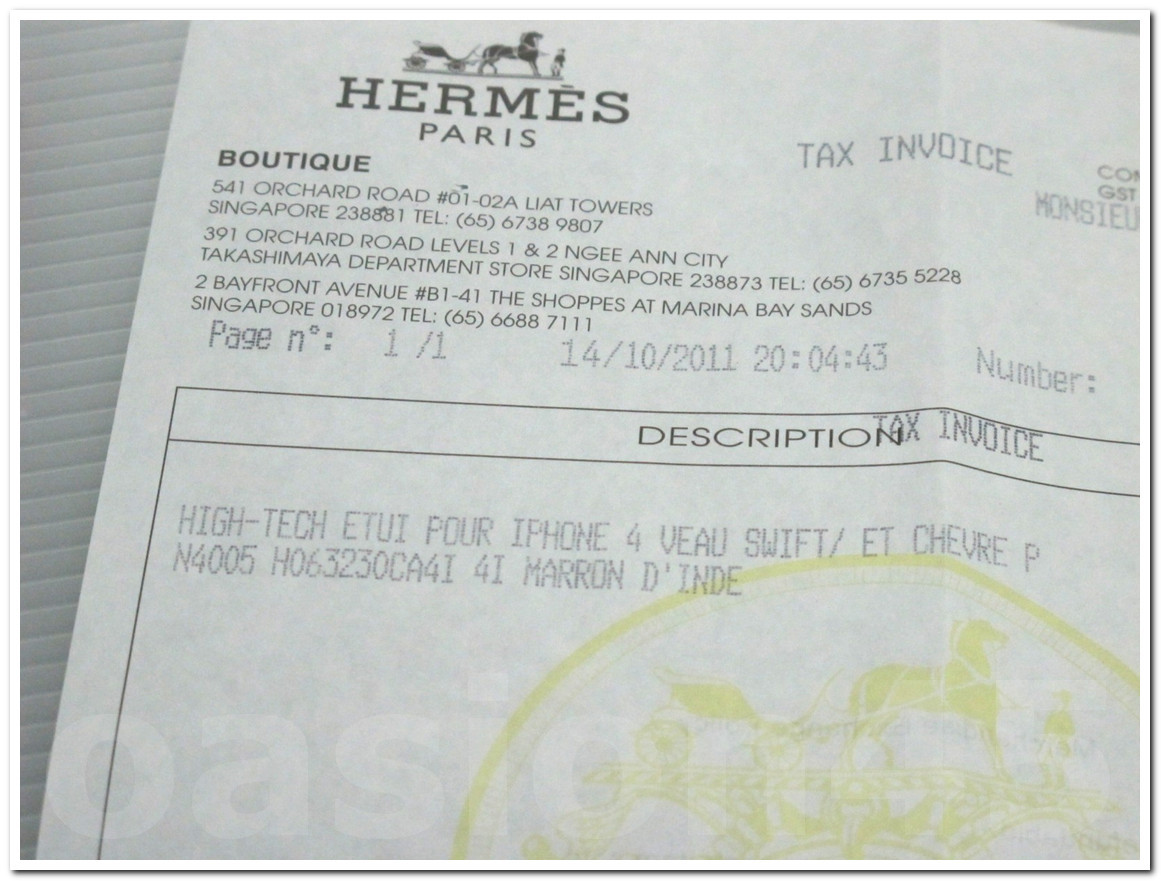 HERMÈS
PARIS
TAX INVOICE
BOUTIQUE
541 ORCHARD ROAD #01-02A LIAT TOWERS
SINGAPORE 238881 TEL: (65) 6738 9807
391 ORCHARD ROAD LEVELS 1 & 2 NGEE ANN CITY
TAKASHIMAYA DEPARTMENT STORE SINGAPORE 238873 TEL: (65) 6735 5228
2 BAYFRONT AVENUE #B1-41 THE SHOPPES AT MARINA BAY SANDS
SINGAPORE 018972 TEL: (65) 6688 7111
GST
Page n°: 1 /1 14/10/2011 20:04:43 Number:
DESCRIPTION
TAX INVOICE
HIGH-TECH ETUI POUR IPHONE 4 VEAU SWIFT/ ET CHEVRE P
N4005 H063230CA4I 4I MARRON D'INDE